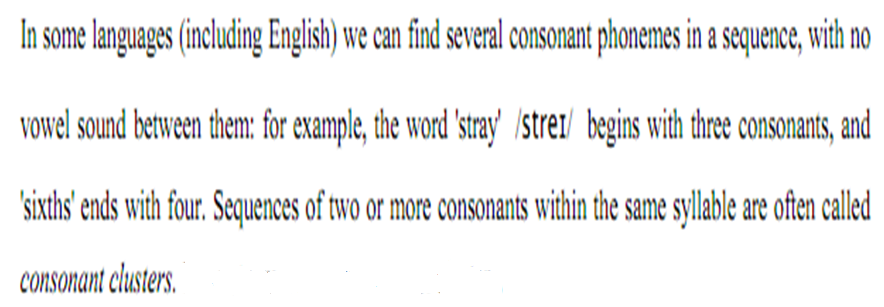 In some languages (including English) we can find several consonant phonemes in a sequence, with no
vowel sound between them: for example, the word 'stray' /streɪ/ begins with three consonants, and
'sixths' ends with four. Sequences of two or more consonants within the same syllable are often called
consonant clusters.